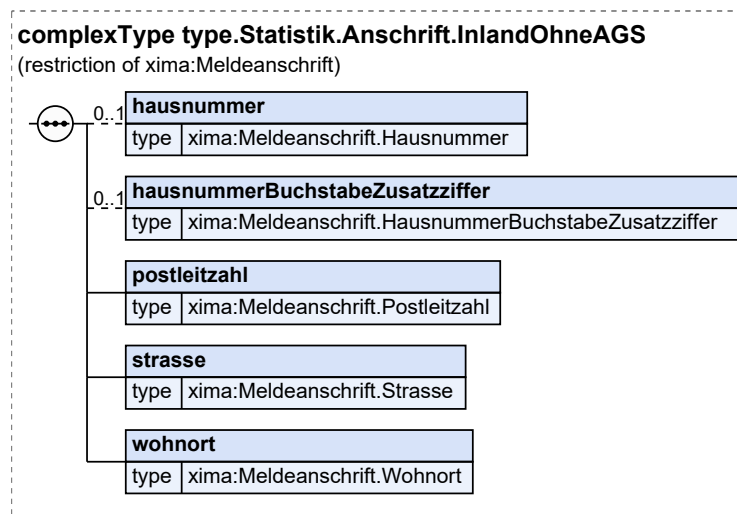 complexType type.Statistik.Anschrift.InlandOhneAGS
(restriction of xima:Meldeanschrift)
0..1 hausnummer
type xima:Meldeanschrift.Hausnummer
0..1 hausnummerBuchstabeZusatzziffer
type xima:Meldeanschrift.HausnummerBuchstabeZusatzziffer
postleitzahl
type xima:Meldeanschrift.Postleitzahl
strasse
type xima:Meldeanschrift.Strasse
wohnort
type xima:Meldeanschrift.Wohnort